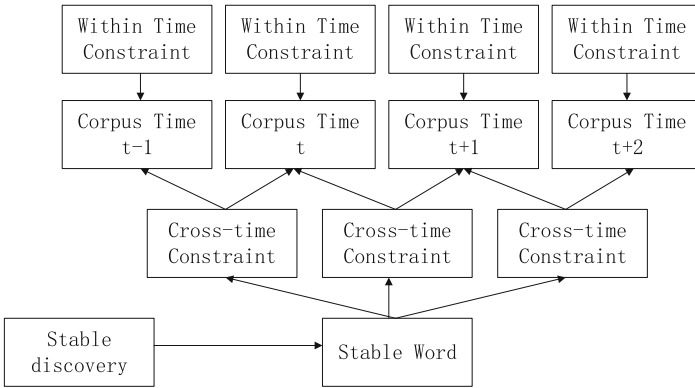 Within Time
Constraint
Within Time
Constraint
Within Time
Constraint
Within Time
Constraint
Corpus Time
t-1
Corpus Time
t
Corpus Time
t+1
Corpus Time
t+2
Cross-time
Constraint
Cross-time
Constraint
Cross-time
Constraint
Stable
discovery
Stable Word